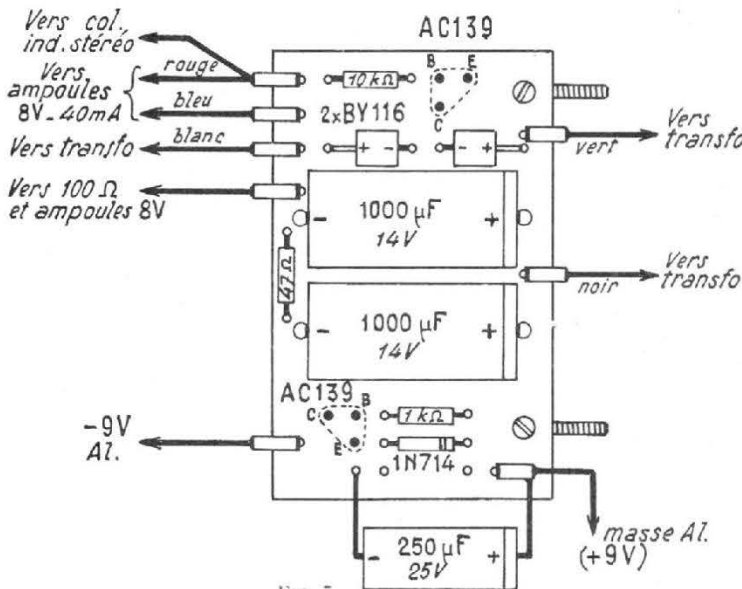 AC139
Vers col.
ind. stéréo
rouge
Vers
ampoules
8V_40mA
bleu
Vers transfo
blanc
Vers 100 Ω
et ampoules 8V
B
E
C
10 kΩ
2xBY116
+ -
- +
vert
Vers
transfo
- 1000 µF +
14V
47Ω
noir
Vers
transfo
- 1000 µF +
14V
AC139
C
B
E
1 kΩ
1N714
-9V
Al.
masse Al.
(+9V)
- 250 µF +
25V